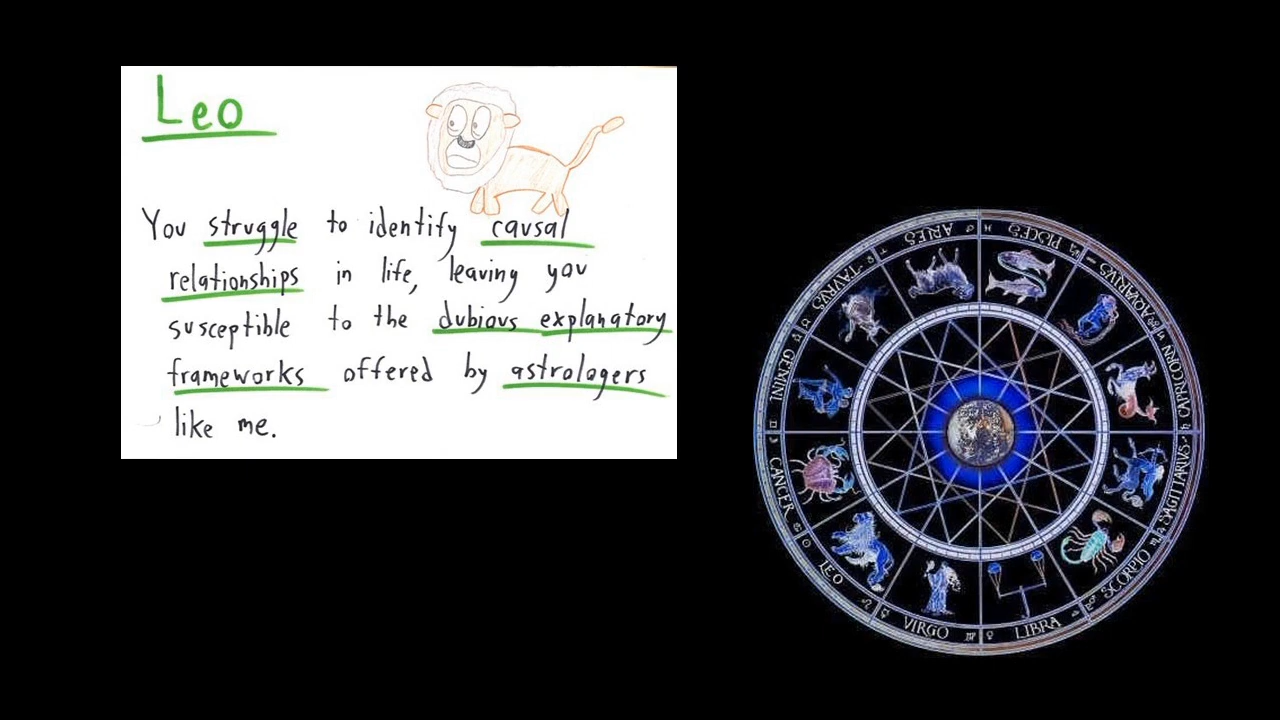 Leo
You struggle to identify causal
relationships in life, leaving you
susceptible to the dubious explanatory
frameworks offered by astrologers
like me.
ARIES
PISCES
AQUARIUS
CAPRICORN
SAGITTARIUS
SCORPIO
LIBRA
VIRGO
LEO
CANCER
GEMINI
TAURUS